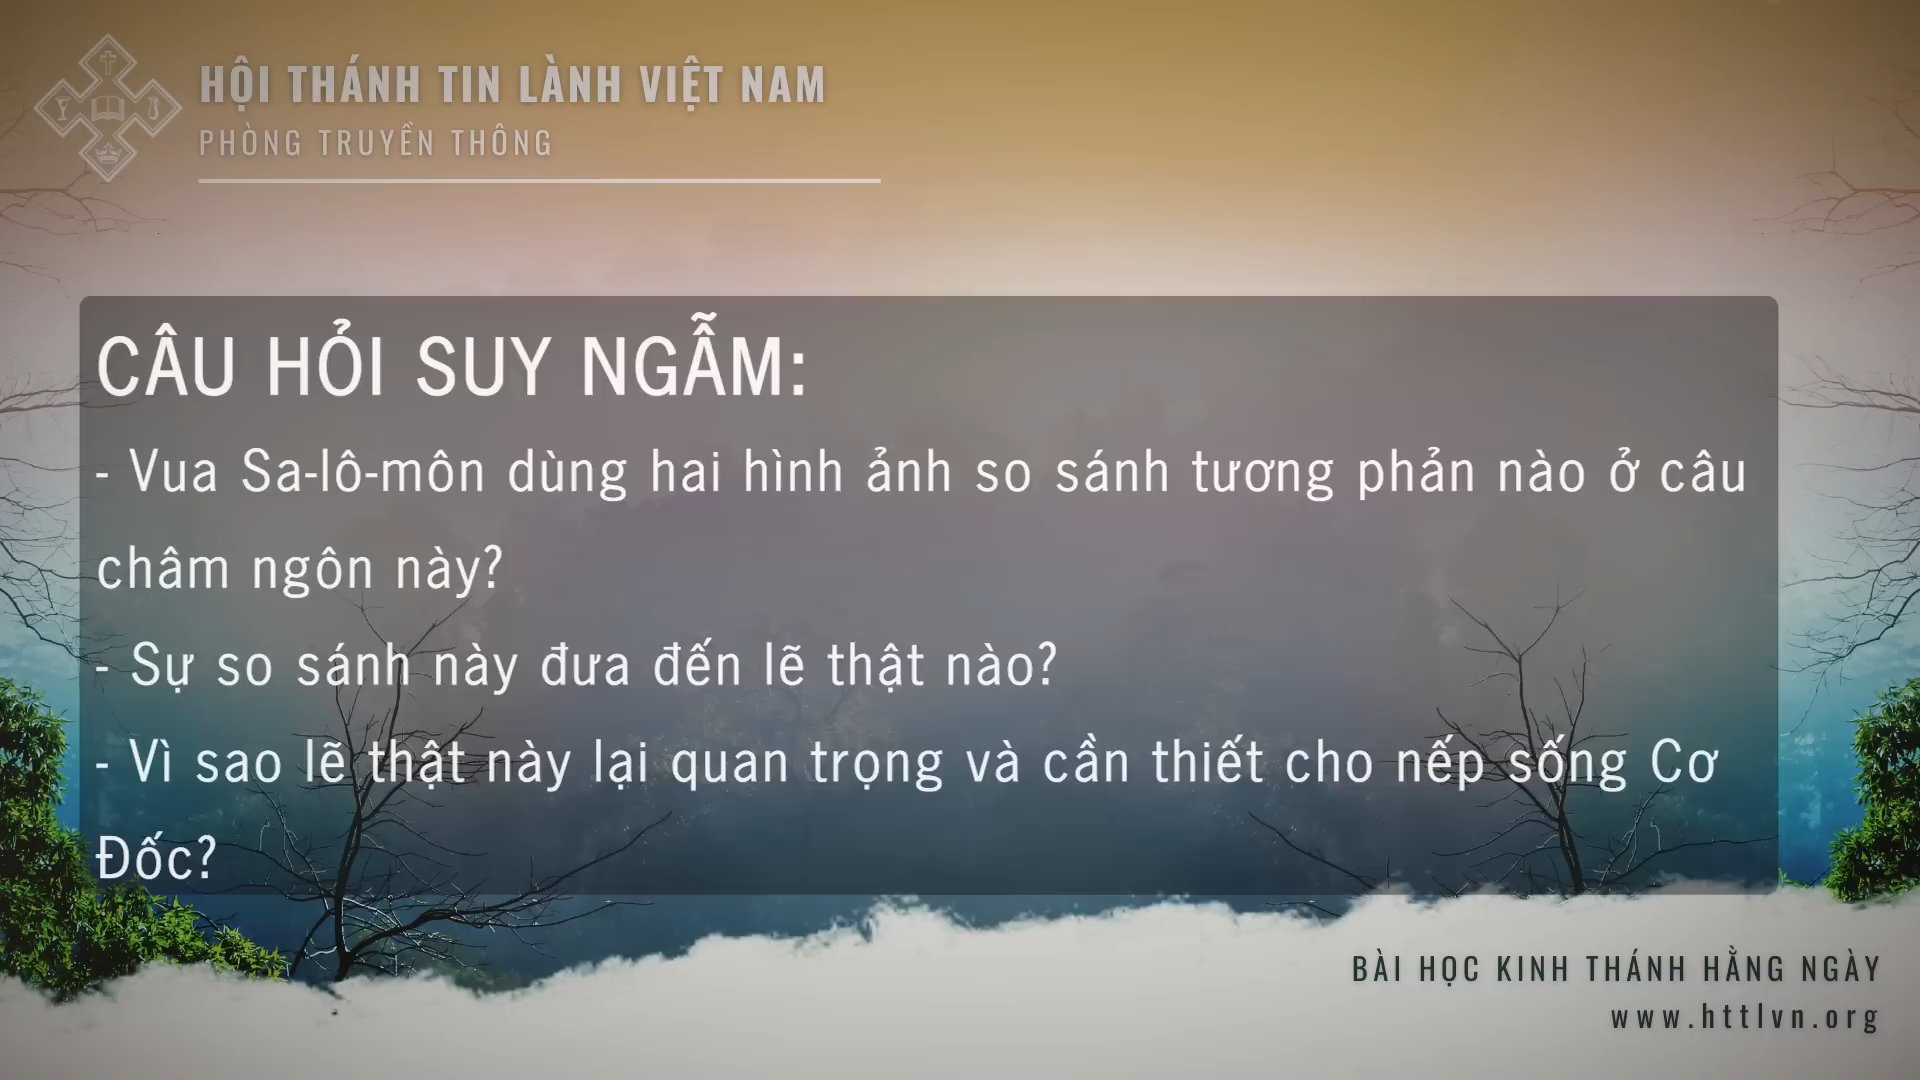 HỘI THÁNH TIN LÀNH VIỆT NAM
PHÒNG TRUYỀN THÔNG
CÂU HỎI SUY NGẪM:
- Vua Sa-lô-môn dùng hai hình ảnh so sánh tương phản nào ở câu
châm ngôn này?
- Sự so sánh này đưa đến lẽ thật nào?
- Vì sao lẽ thật này lại quan trọng và cần thiết cho nếp sống Cơ
Đốc?
BÀI HỌC KINH THÁNH HẰNG NGÀY
www.httlvn.org